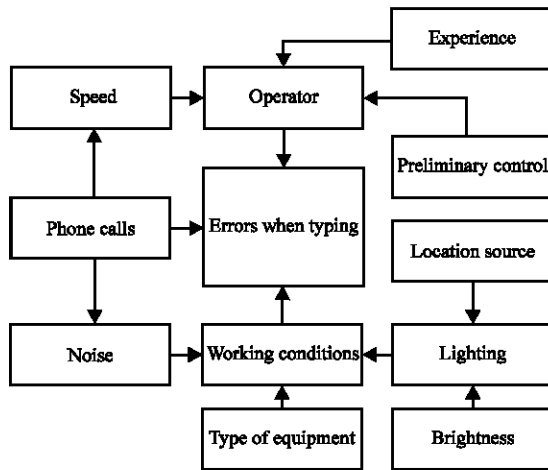 Experience
Speed
Operator
Preliminary control
Phone calls
Errors when typing
Location source
Noise
Working conditions
Lighting
Type of equipment
Brightness